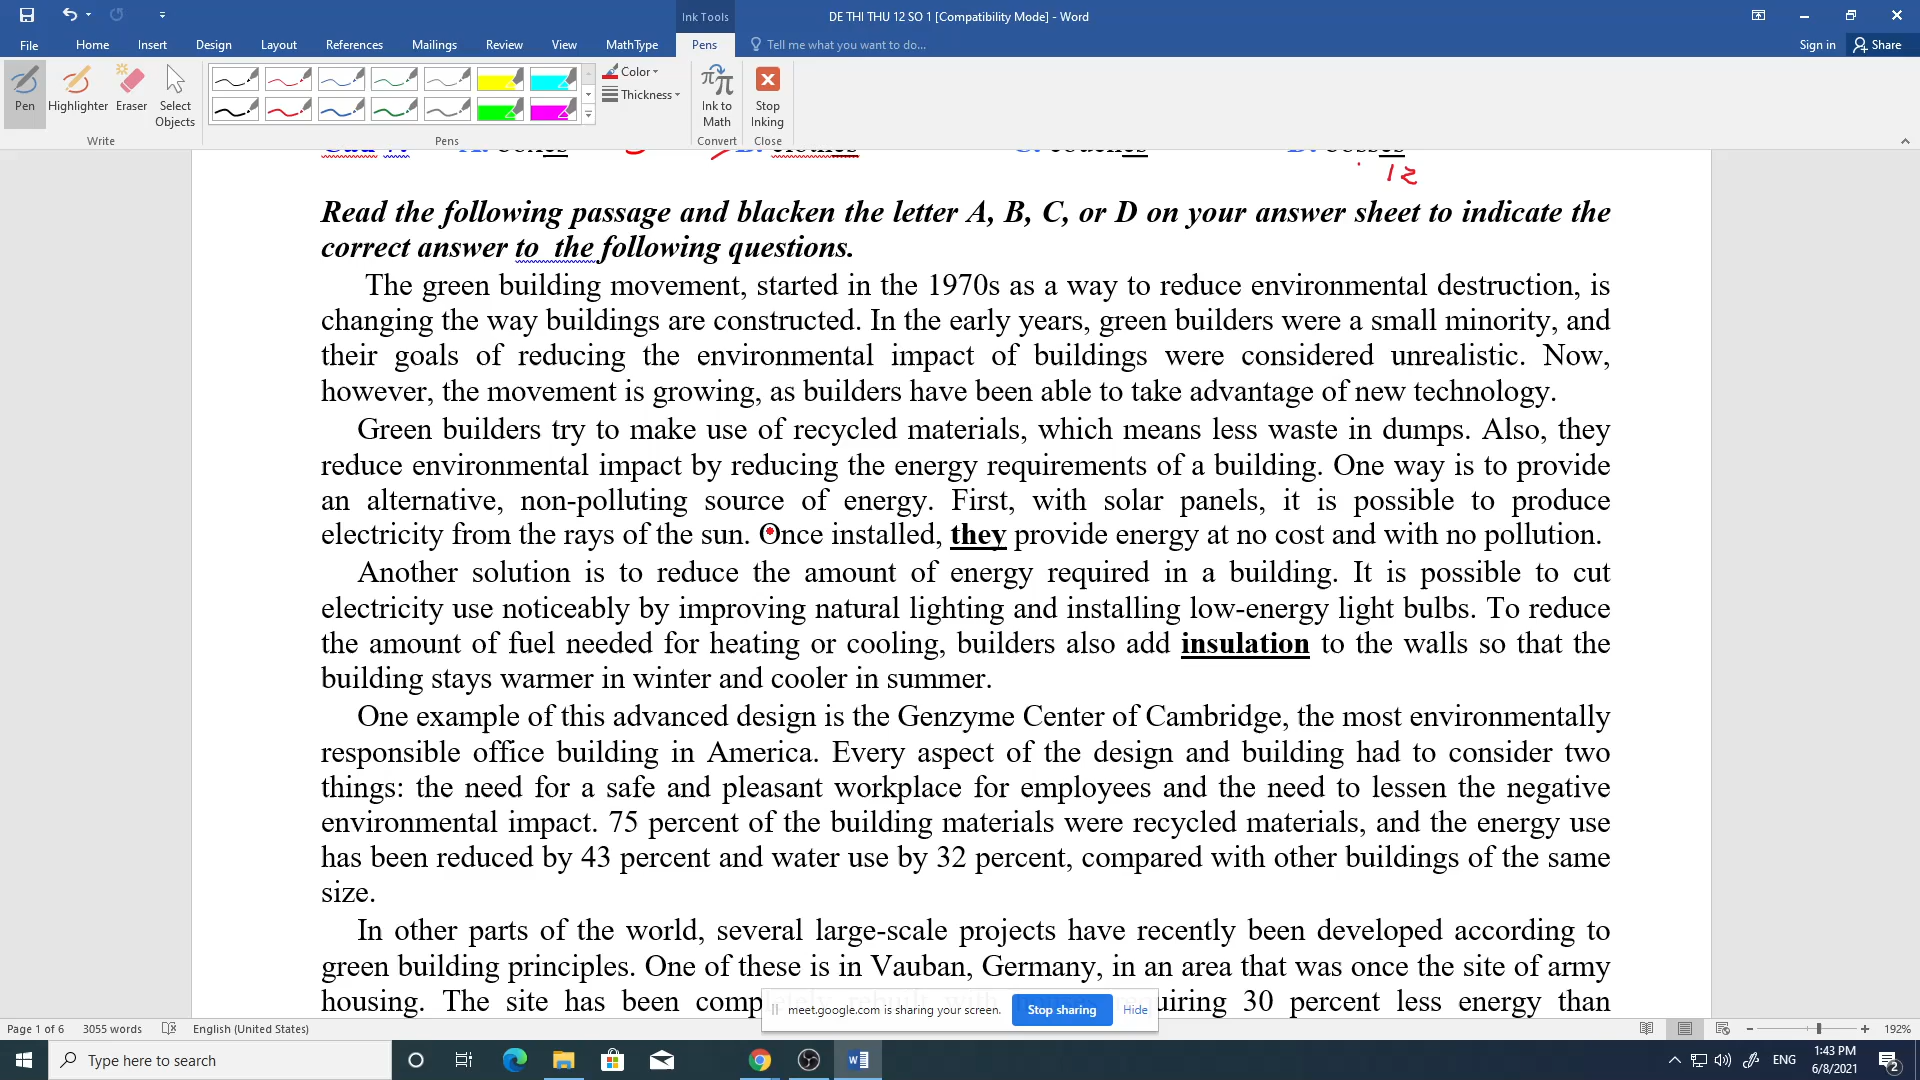 Ink Tools
DE THI THU 12 SO 1 [Compatibility Mode] - Word
File Home Insert Design Layout References Mailings Review View MathType Pens Tell me what you want to do... Sign in Share
Pen Highlighter Eraser Select Objects
Color
Thickness
Ink to Math
Stop Inking
Write Pens Convert Close
12
Read the following passage and blacken the letter A, B, C, or D on your answer sheet to indicate the
correct answer to the following questions.
The green building movement, started in the 1970s as a way to reduce environmental destruction, is
changing the way buildings are constructed. In the early years, green builders were a small minority, and
their goals of reducing the environmental impact of buildings were considered unrealistic. Now,
however, the movement is growing, as builders have been able to take advantage of new technology.
Green builders try to make use of recycled materials, which means less waste in dumps. Also, they
reduce environmental impact by reducing the energy requirements of a building. One way is to provide
an alternative, non-polluting source of energy. First, with solar panels, it is possible to produce
electricity from the rays of the sun. Once installed, they provide energy at no cost and with no pollution.
Another solution is to reduce the amount of energy required in a building. It is possible to cut
electricity use noticeably by improving natural lighting and installing low-energy light bulbs. To reduce
the amount of fuel needed for heating or cooling, builders also add insulation to the walls so that the
building stays warmer in winter and cooler in summer.
One example of this advanced design is the Genzyme Center of Cambridge, the most environmentally
responsible office building in America. Every aspect of the design and building had to consider two
things: the need for a safe and pleasant workplace for employees and the need to lessen the negative
environmental impact. 75 percent of the building materials were recycled materials, and the energy use
has been reduced by 43 percent and water use by 32 percent, compared with other buildings of the same
size.
In other parts of the world, several large-scale projects have recently been developed according to
green building principles. One of these is in Vauban, Germany, in an area that was once the site of army
housing. The site has been 30 percent less energy than
meet.google.com is sharing your screen. Stop sharing Hide
Page 1 of 6 3055 words English (United States) 192%
Type here to search
ENG
1:43 PM
6/8/2021
2